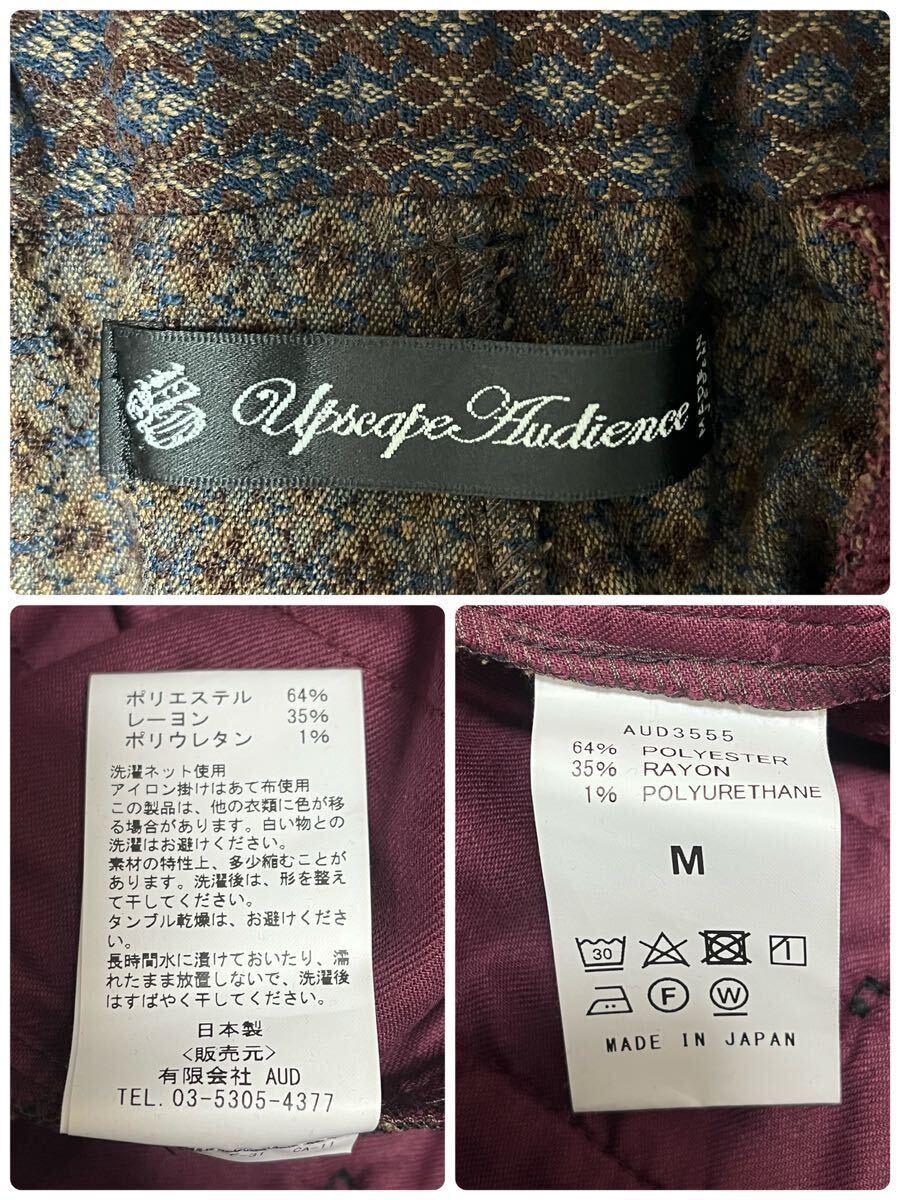 Upscape Audience
ポリエステル 64%
レーヨン 35%
ポリウレタン 1%
洗濯ネット使用
アイロン掛けはあて布使用
この製品は、他の衣類に色が移
る場合があります。白い物との
洗濯はお避けください。
素材の特性上、多少縮むことが
あります。洗濯後は、形を整え
て干してください。
タンブル乾燥は、お避けくださ
い。
長時間水に漬けておいたり、濡
れたまま放置しないで、洗濯後
はすばやく干してください。
日本製
<販売元>
有限会社 AUD
TEL. 03-5305-4377
AUD3555
64% POLYESTER
35% RAYON
1% POLYURETHANE
M
30
F W
MADE IN JAPAN